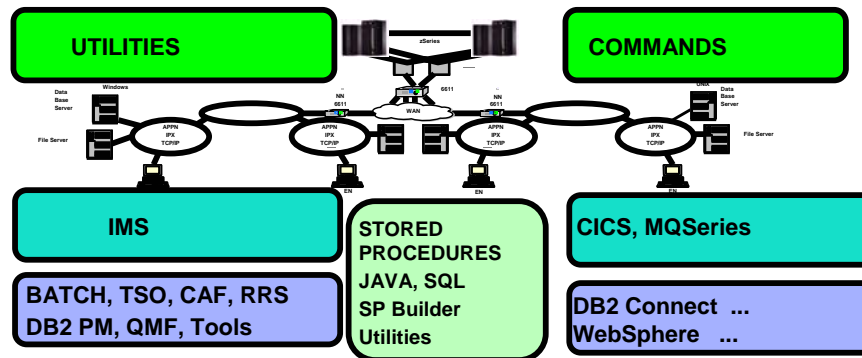 UTILITIES
zSeries
COMMANDS
Windows
Data
Base
Server
File Server
APPN
IPX
TCP/IP
NN
6611
APPN
IPX
TCP/IP
EN
6611
WAN
NN
6611
APPN
IPX
TCP/IP
EN
UNIX
Data
Base
Server
APPN
IPX
TCP/IP
File Server
EN
IMS
STORED
PROCEDURES
JAVA, SQL
SP Builder
Utilities
CICS, MQSeries
BATCH, TSO, CAF, RRS
DB2 PM, QMF, Tools
DB2 Connect ...
WebSphere ...